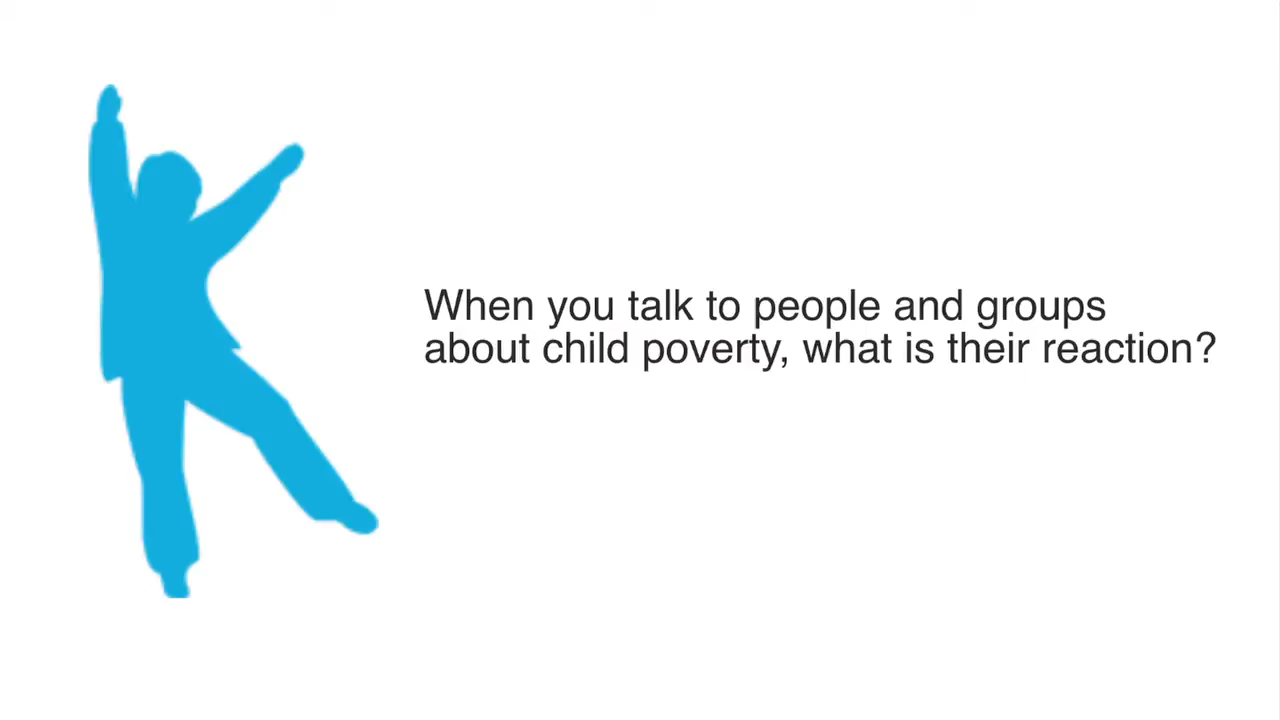 When you talk to people and groups
about child poverty, what is their reaction?